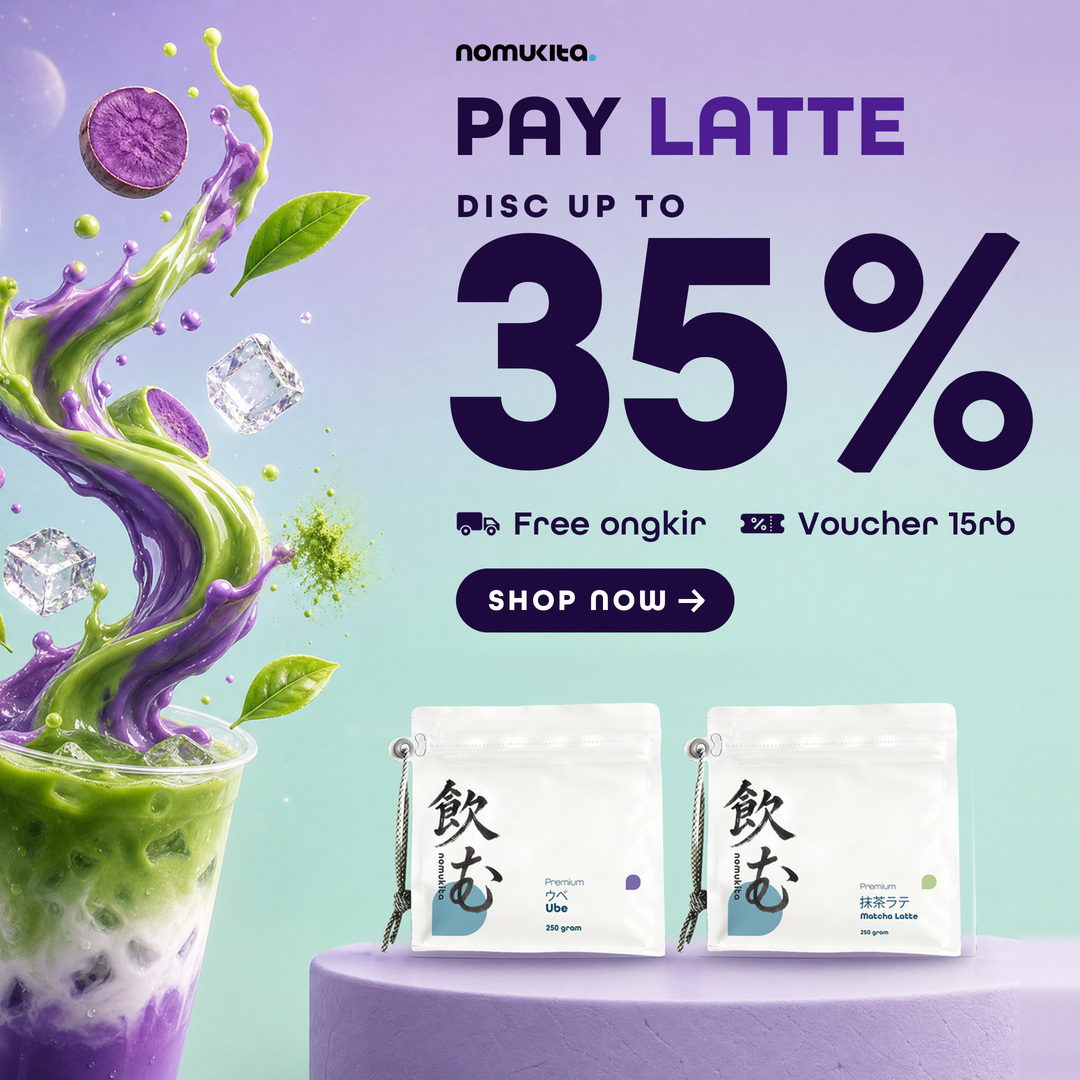 nomukita.
PAY LATTE
DISC UP TO
35%
Free ongkir
Voucher 15rb
SHOP NOW →
飲む
nomukita
Premium
ウベ
Ube
250 gram
飲む
nomukita
Premium
抹茶ラテ
Matcha Latte
250 gram